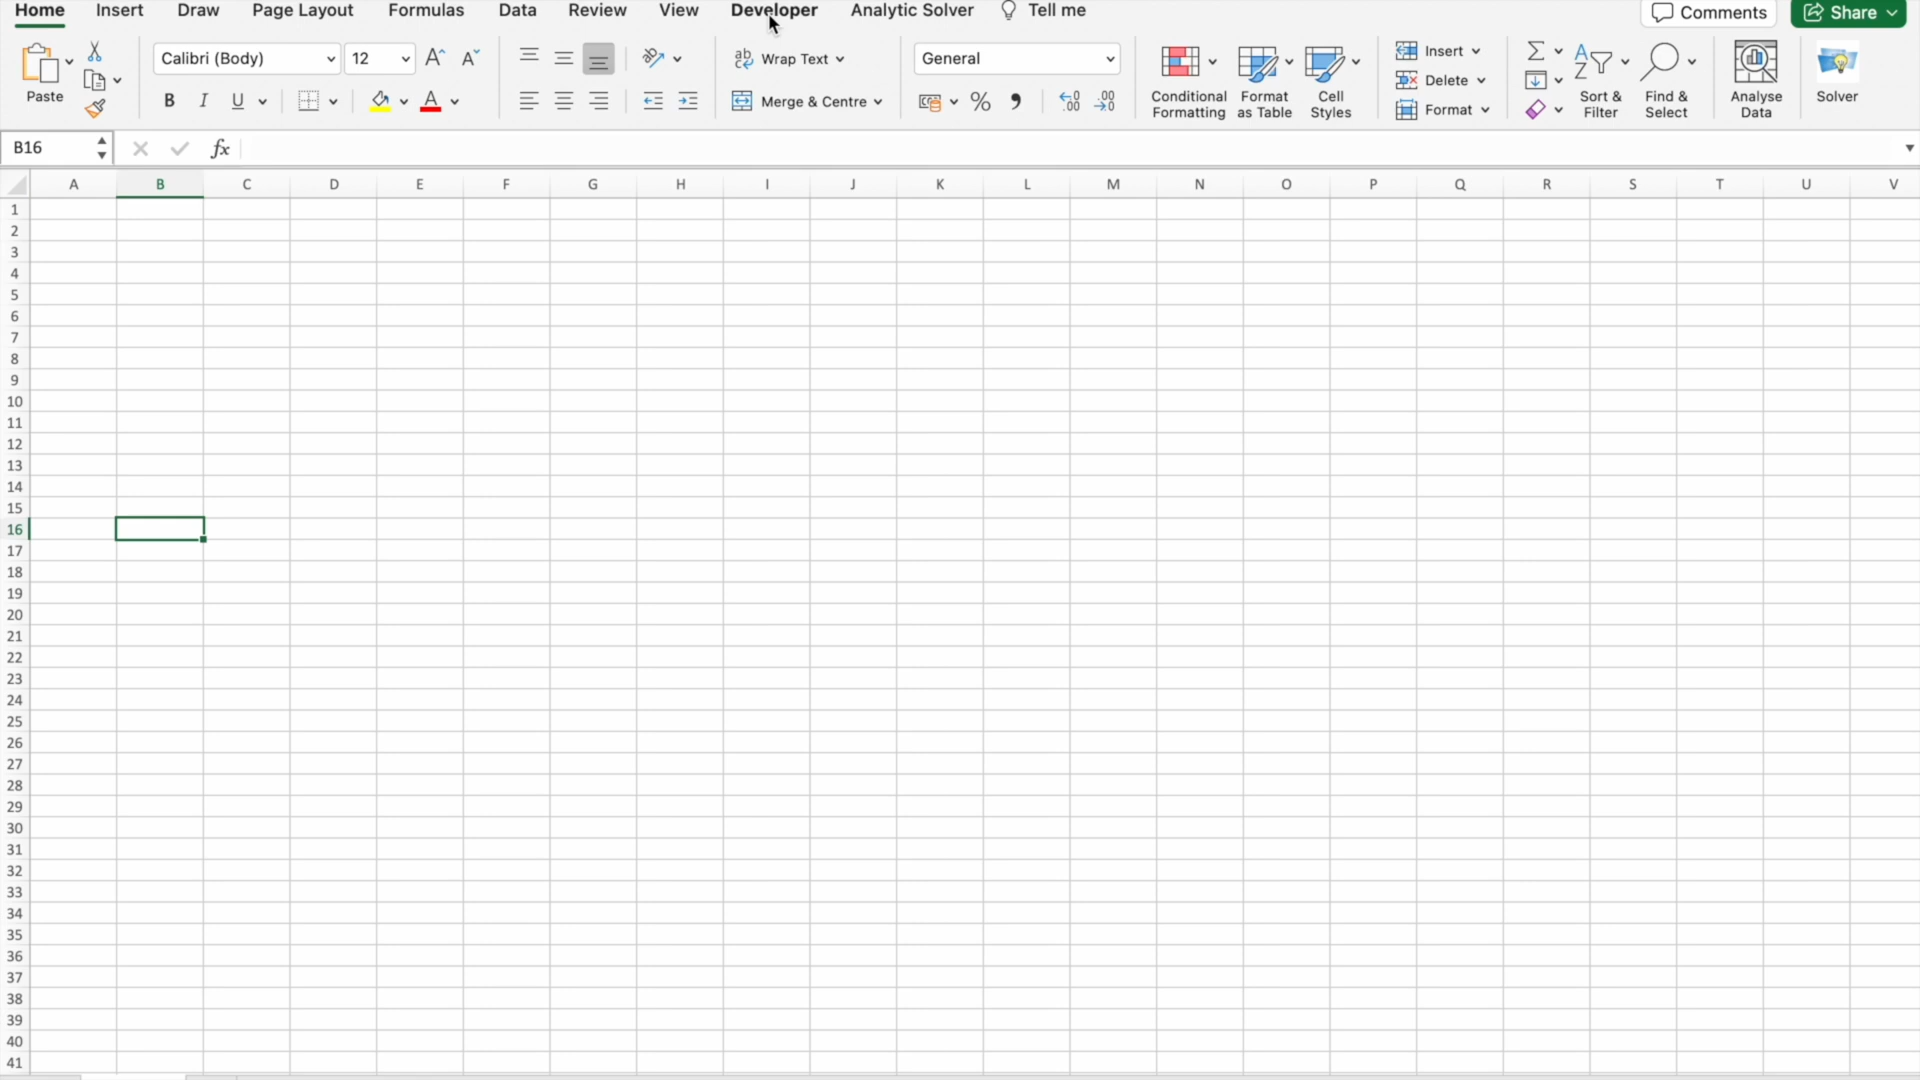 Home Insert Draw Page Layout Formulas Data Review View Developer Analytic Solver Tell me Comments Share
Paste
Calibri (Body) 12
Wrap Text
Merge & Centre
General
Conditional
Formatting
Format
as Table
Cell
Styles
Insert
Delete
Format
Sort &
Filter
Find &
Select
Analyse
Data
Solver
B16 fx
A B C D E F G H I J K L M N O P Q R S T U V
1
2
3
4
5
6
7
8
9
10
11
12
13
14
15
16
17
18
19
20
21
22
23
24
25
26
27
28
29
30
31
32
33
34
35
36
37
38
39
40
41